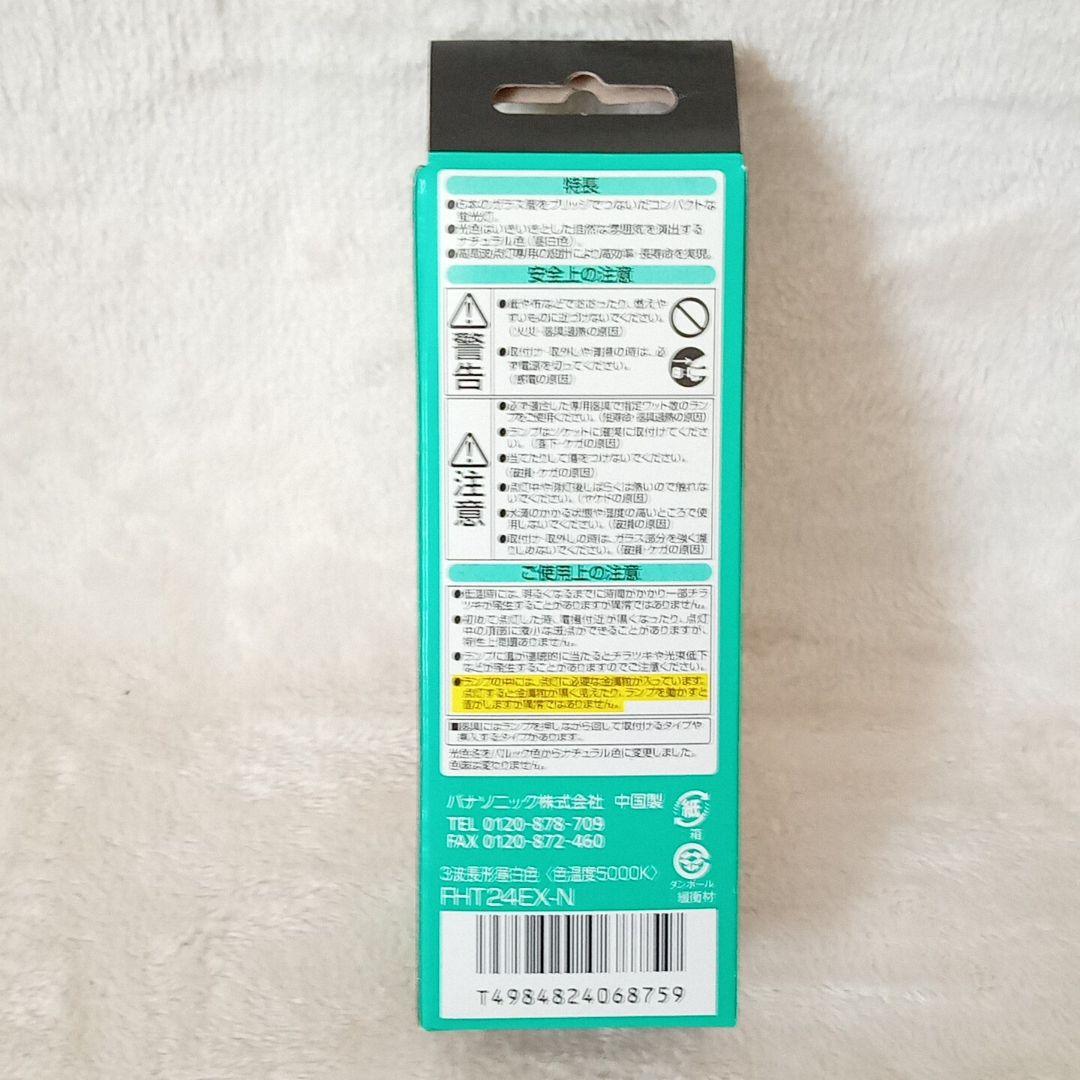 特長
●6本のガラス管をブリッジでつないだコンパクトな
蛍光灯。
●光色はいきいきとした自然な雰囲気を演出する
ナチュラル色(昼白色)。
●高周波点灯専用の設計により高効率・長寿命を実現。
安全上の注意
警告
●紙や布などでおおったり、燃えや
すいものに近づけないでください。
(火災・器具過熱の原因)
●取付け・取外しや清掃の時は、必
ず電源を切ってください。
(感電の原因)
注意
●必ず適合した専用器具で指定ワット数のラン
プをご使用ください。(短寿命・器具過熱の原因)
●ランプはソケットに確実に取付けてくださ
い。(落下・ケガの原因)
●当てたりして傷をつけないでください。
(破損・ケガの原因)
●点灯中や消灯後しばらくは熱いので触れな
いでください。(ヤケドの原因)
●水滴のかかる状態や湿度の高いところで使
用しないでください。(破損の原因)
●取付け・取外しの時は、ガラス部分を強く握
りしめないでください。(破損・ケガの原因)
ご使用上の注意
●低温時には、明るくなるまでに時間がかかり一部チラ
ツキが発生することがありますが異常ではありません。
●初めて点灯した時、電極付近が黒くなったり、点灯
中の頂部に微小な斑点ができることがありますが、
特性上問題ありません。
●ランプに風が連続的に当たるとチラツキや光束低下
などが発生することがありますのでご注意ください。
●ランプの中には、点灯に必要な金属粒が入っています。
点灯すると金属粒が黒く見えたり、ランプを動かすと
音がしますが異常ではありません。
■器具にはランプを押しながら回して取付けるタイプや
挿入するタイプがあります。
光色名をパルック色からナチュラル色に変更しました。
色味は変わりません。
パナソニック株式会社 中国製
TEL 0120-878-709
FAX 0120-872-460
紙
箱
ダンボール
緩衝材
3波長形昼白色〈色温度5000K〉
FHT24EX-N
T4984824068759